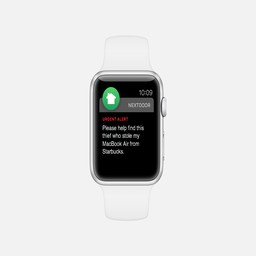 10:09
NEXTDOOR
URGENT ALERT
Please help find this
thief who stole my
MacBook Air from
Starbucks.